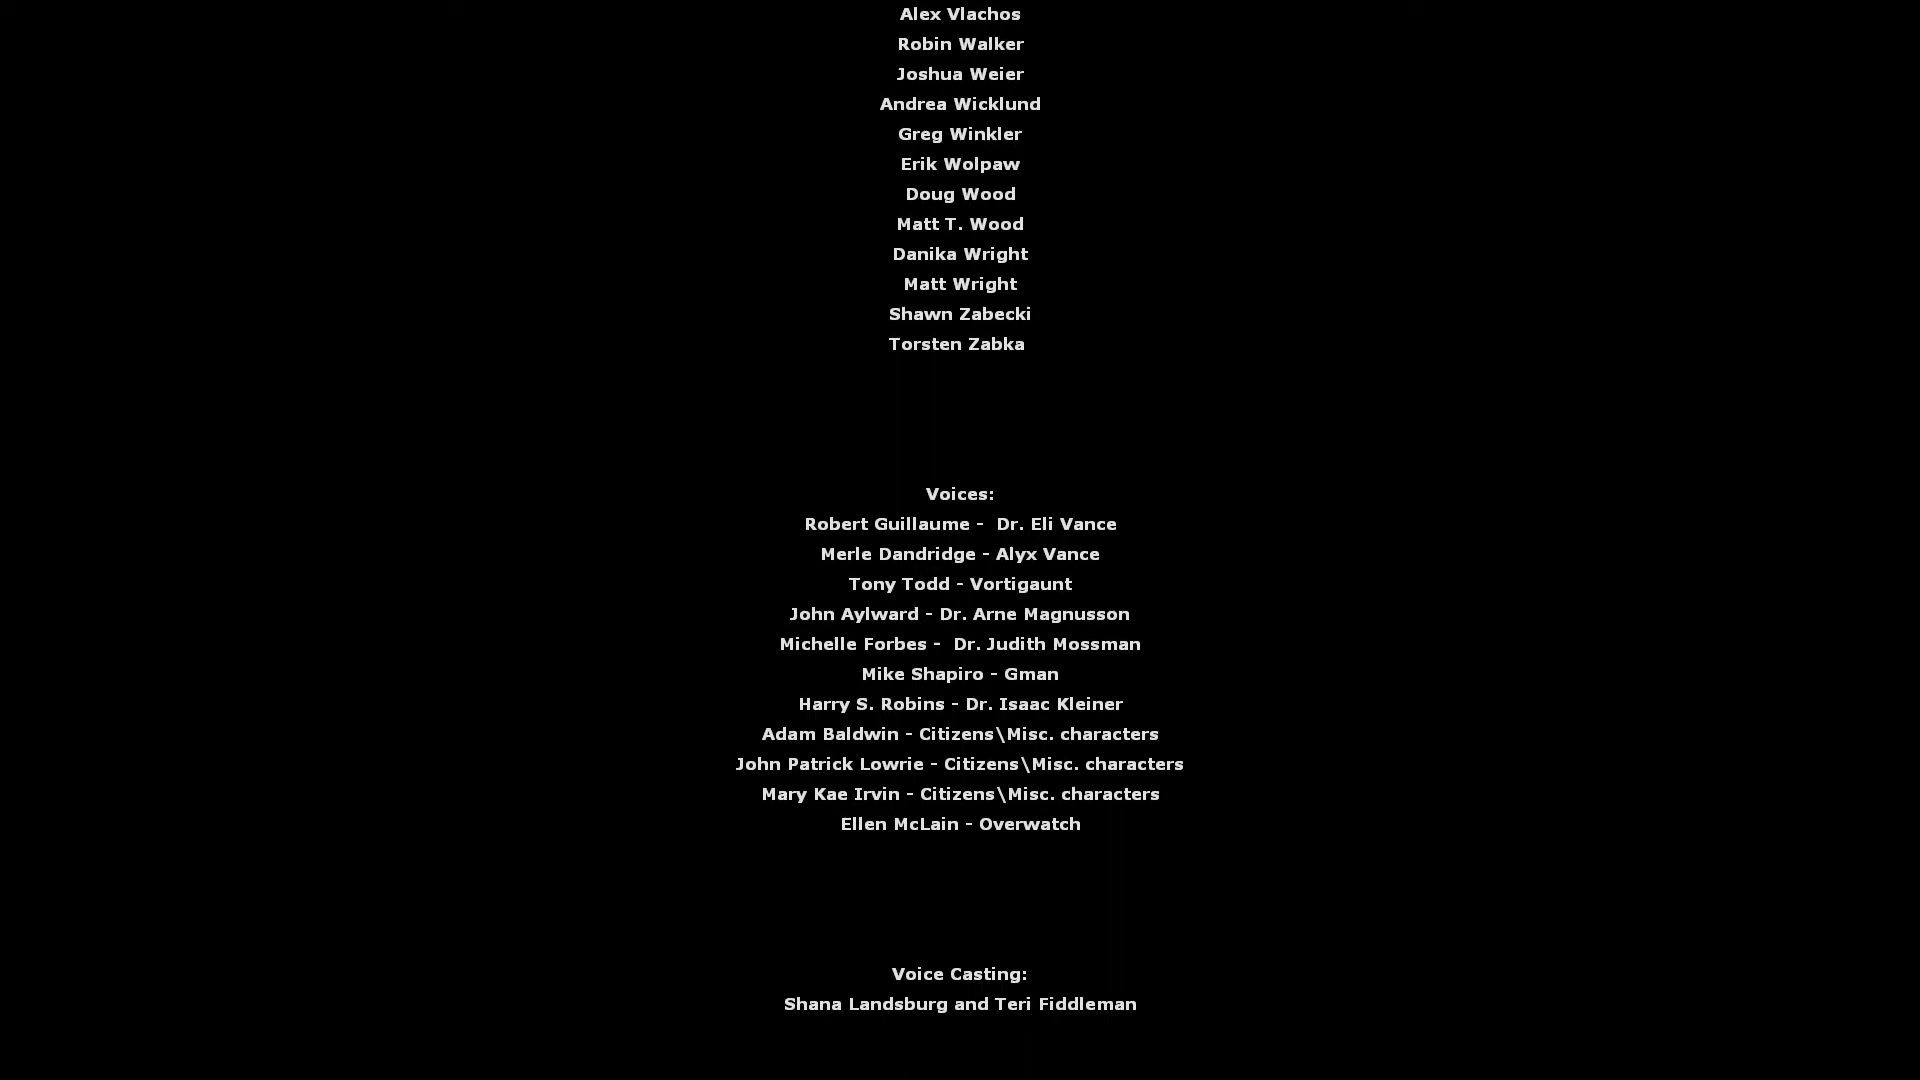 Alex Vlachos
Robin Walker
Joshua Weier
Andrea Wicklund
Greg Winkler
Erik Wolpaw
Doug Wood
Matt T. Wood
Danika Wright
Matt Wright
Shawn Zabecki
Torsten Zabka
Voices:
Robert Guillaume -  Dr. Eli Vance
Merle Dandridge - Alyx Vance
Tony Todd - Vortigaunt
John Aylward - Dr. Arne Magnusson
Michelle Forbes -  Dr. Judith Mossman
Mike Shapiro - Gman
Harry S. Robins - Dr. Isaac Kleiner
Adam Baldwin - Citizens\Misc. characters
John Patrick Lowrie - Citizens\Misc. characters
Mary Kae Irvin - Citizens\Misc. characters
Ellen McLain - Overwatch
Voice Casting:
Shana Landsburg and Teri Fiddleman